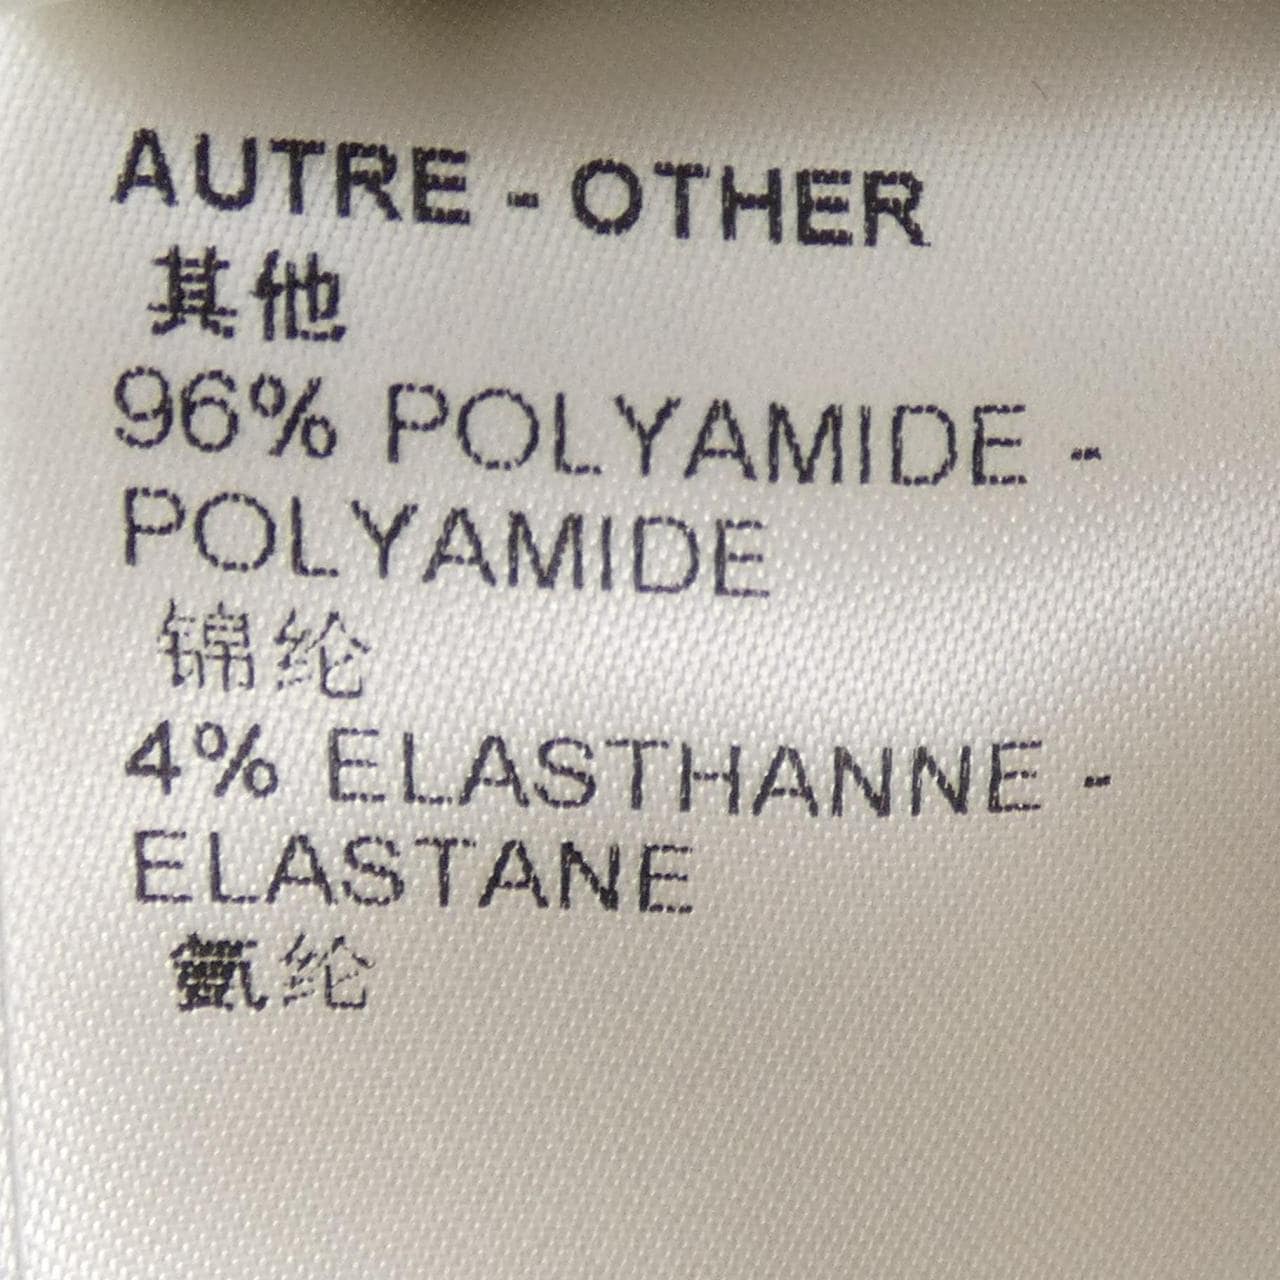 AUTRE - OTHER
其他
96% POLYAMIDE -
POLYAMIDE
锦纶
4% ELASTHANNE -
ELASTANE
氨纶